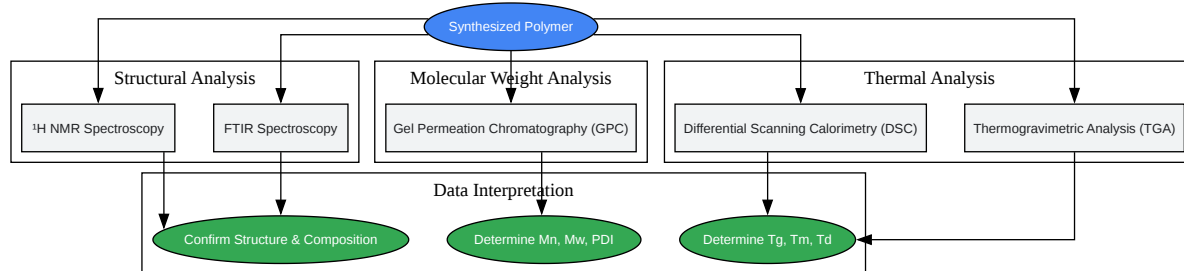 Synthesized Polymer
Structural Analysis
Molecular Weight Analysis
Thermal Analysis
¹H NMR Spectroscopy
FTIR Spectroscopy
Gel Permeation Chromatography (GPC)
Differential Scanning Calorimetry (DSC)
Thermogravimetric Analysis (TGA)
Data Interpretation
Confirm Structure & Composition
Determine Mn, Mw, PDI
Determine Tg, Tm, Td